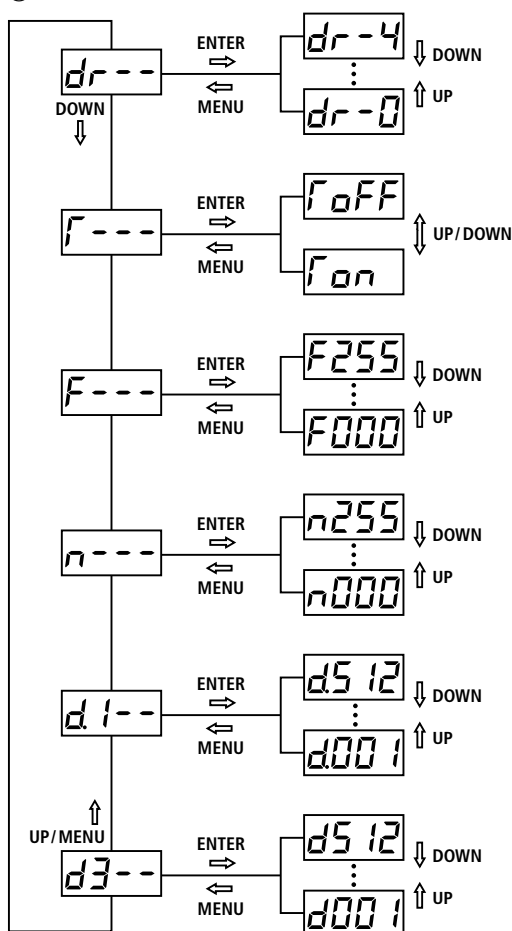 ENTER
dr-4
DOWN
dr--
MENU
UP
dr-0
DOWN
ENTER
ΓoFF
Γ---
UP/DOWN
MENU
Γon
ENTER
F255
DOWN
F---
MENU
UP
F000
ENTER
n255
DOWN
n---
MENU
UP
n000
ENTER
d.512
DOWN
d.1--
MENU
UP
d.001
UP/MENU
ENTER
d512
DOWN
d3--
MENU
UP
d001